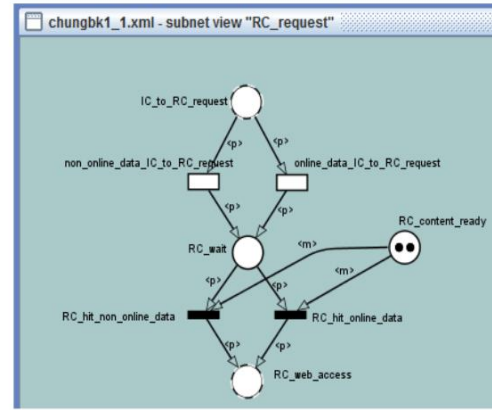 chungbk1_1.xml - subnet view "RC_request"
IC_to_RC_request
<p> <p>
non_online_data_IC_to_RC_request online_data_IC_to_RC_request
<p> <p>
RC_content_ready
RC_wait <m>
<m>
<p> <p>
RC_hit_non_online_data RC_hit_online_data
<p> <p>
RC_web_access